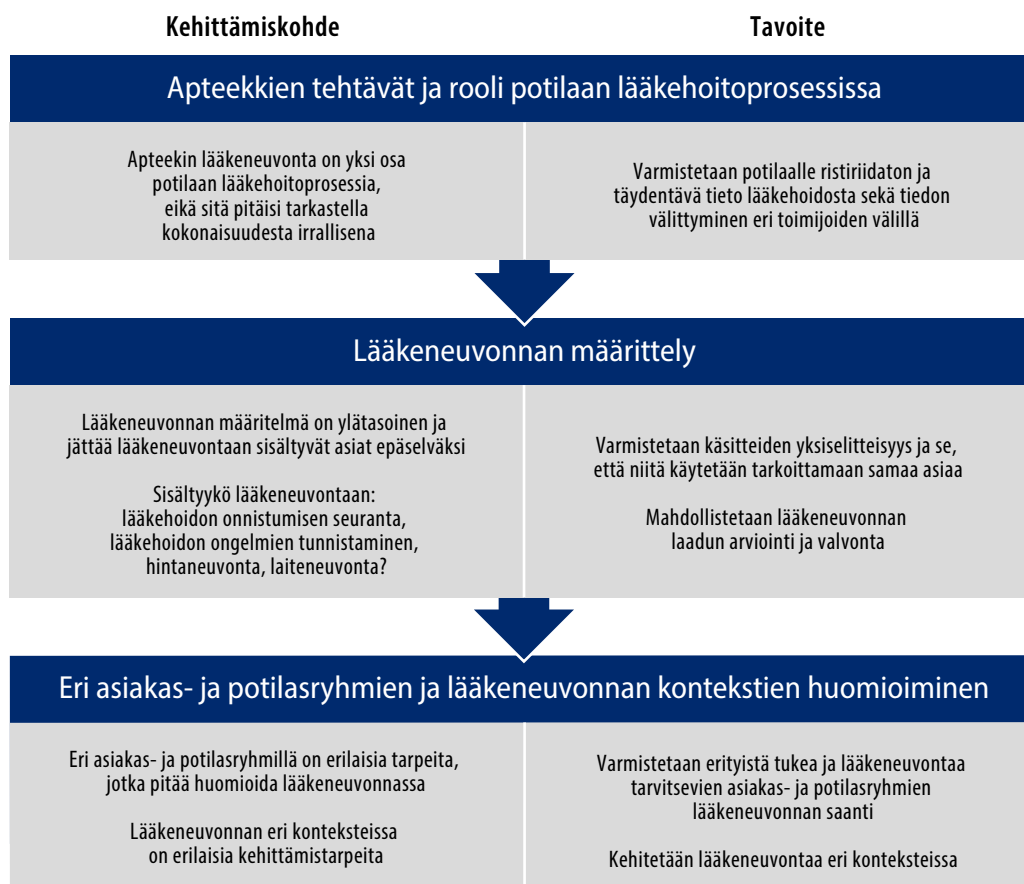 Kehittämiskohde
Tavoite
Apteekkien tehtävät ja rooli potilaan lääkehoitoprosessissa
Apteekin lääkeneuvonta on yksi osa
potilaan lääkehoitoprosessia,
eikä sitä pitäisi tarkastella
kokonaisuudesta irrallisena
Varmistetaan potilaalle ristiriidaton ja
täydentävä tieto lääkehoidosta sekä tiedon
välittyminen eri toimijoiden välillä
Lääkeneuvonnan määrittely
Lääkeneuvonnan määritelmä on ylätasoinen ja
jättää lääkeneuvontaan sisältyvät asiat epäselväksi
Sisältyykö lääkeneuvontaan:
lääkehoidon onnistumisen seuranta,
lääkehoidon ongelmien tunnistaminen,
hintaneuvonta, laiteneuvonta?
Varmistetaan käsitteiden yksiselitteisyys ja se,
että niitä käytetään tarkoittamaan samaa asiaa
Mahdollistetaan lääkeneuvonnan
laadun arviointi ja valvonta
Eri asiakas- ja potilasryhmien ja lääkeneuvonnan kontekstien huomioiminen
Eri asiakas- ja potilasryhmillä on erilaisia tarpeita,
jotka pitää huomioida lääkeneuvonnassa
Lääkeneuvonnan eri konteksteissa
on erilaisia kehittämistarpeita
Varmistetaan erityistä tukea ja lääkeneuvontaa
tarvitsevien asiakas- ja potilasryhmien
lääkeneuvonnan saanti
Kehitetään lääkeneuvontaa eri konteksteissa